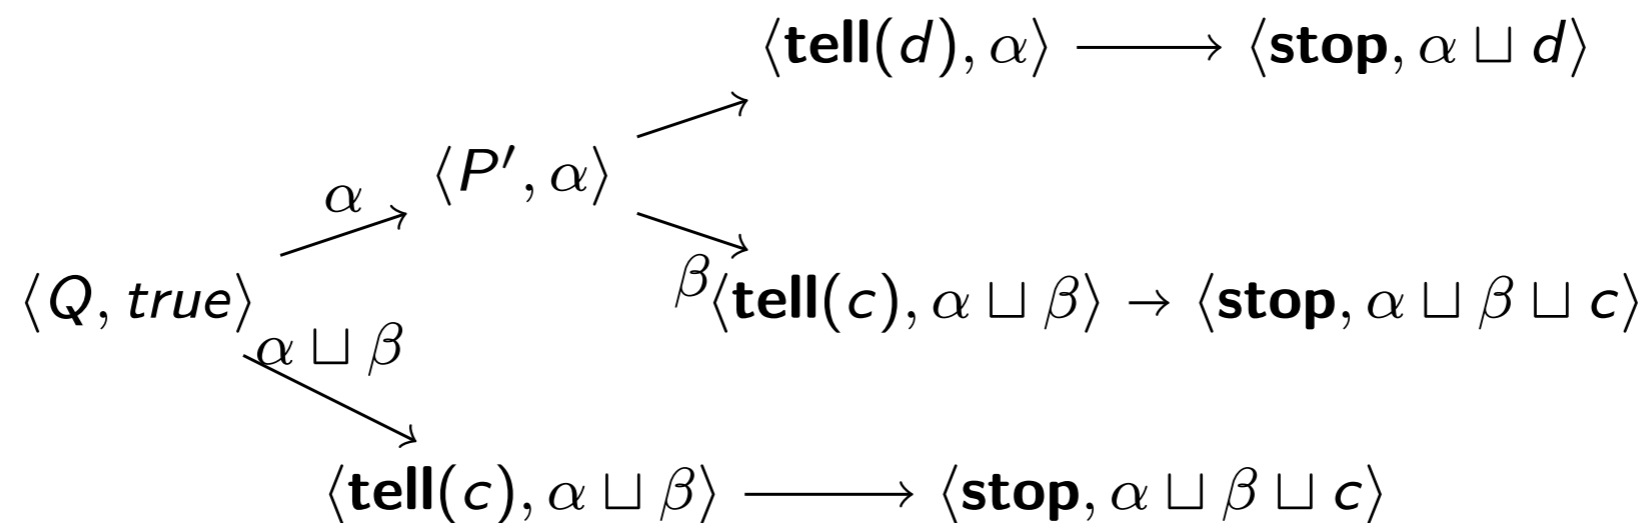 ⟨tell(d), α⟩ ⟶ ⟨stop, α ⊔ d⟩
α ⟨P′, α⟩
⟨Q, true⟩ β⟨tell(c), α ⊔ β⟩ → ⟨stop, α ⊔ β ⊔ c⟩
α ⊔ β
⟨tell(c), α ⊔ β⟩ ⟶ ⟨stop, α ⊔ β ⊔ c⟩